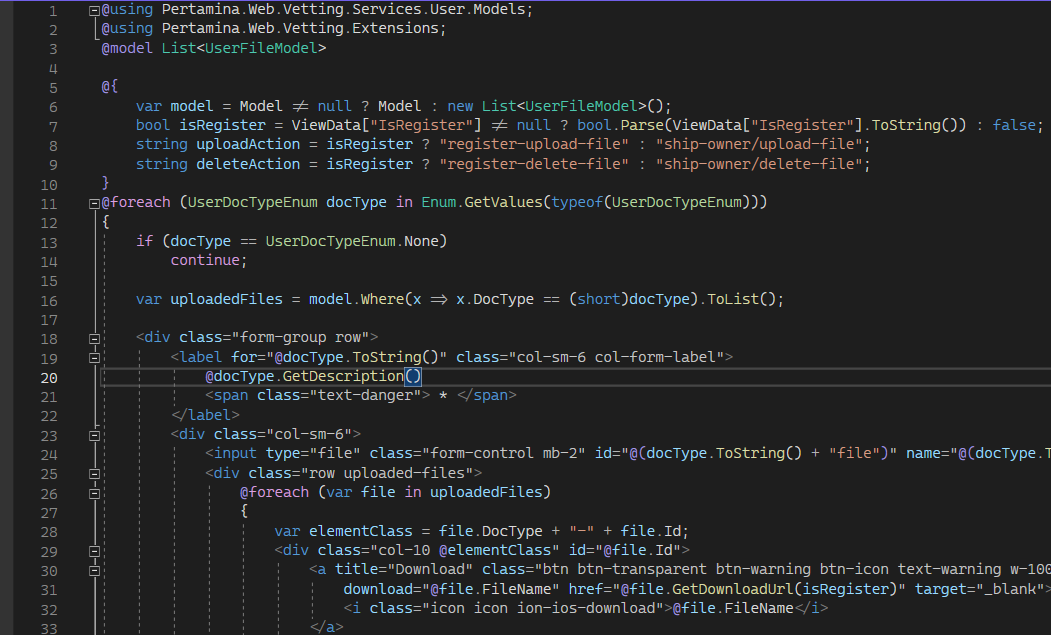 1 @using Pertamina.Web.Vetting.Services.User.Models;
2 @using Pertamina.Web.Vetting.Extensions;
3 @model List<UserFileModel>
4
5 @{
6 var model = Model ≠ null ? Model : new List<UserFileModel>();
7 bool isRegister = ViewData["IsRegister"] ≠ null ? bool.Parse(ViewData["IsRegister"].ToString()) : false;
8 string uploadAction = isRegister ? "register-upload-file" : "ship-owner/upload-file";
9 string deleteAction = isRegister ? "register-delete-file" : "ship-owner/delete-file";
10 }
11 @foreach (UserDocTypeEnum docType in Enum.GetValues(typeof(UserDocTypeEnum)))
12 {
13 if (docType == UserDocTypeEnum.None)
14 continue;
15
16 var uploadedFiles = model.Where(x ⇒ x.DocType == (short)docType).ToList();
17
18 <div class="form-group row">
19 <label for="@docType.ToString()" class="col-sm-6 col-form-label">
20 @docType.GetDescription()
21 <span class="text-danger"> * </span>
22 </label>
23 <div class="col-sm-6">
24 <input type="file" class="form-control mb-2" id="@(docType.ToString() + "file")" name="@(docType.T
25 <div class="row uploaded-files">
26 @foreach (var file in uploadedFiles)
27 {
28 var elementClass = file.DocType + "-" + file.Id;
29 <div class="col-10 @elementClass" id="@file.Id">
30 <a title="Download" class="btn btn-transparent btn-warning btn-icon text-warning w-100
31 download="@file.FileName" href="@file.GetDownloadUrl(isRegister)" target="_blank">
32 <i class="icon icon ion-ios-download">@file.FileName</i>
33 </a>